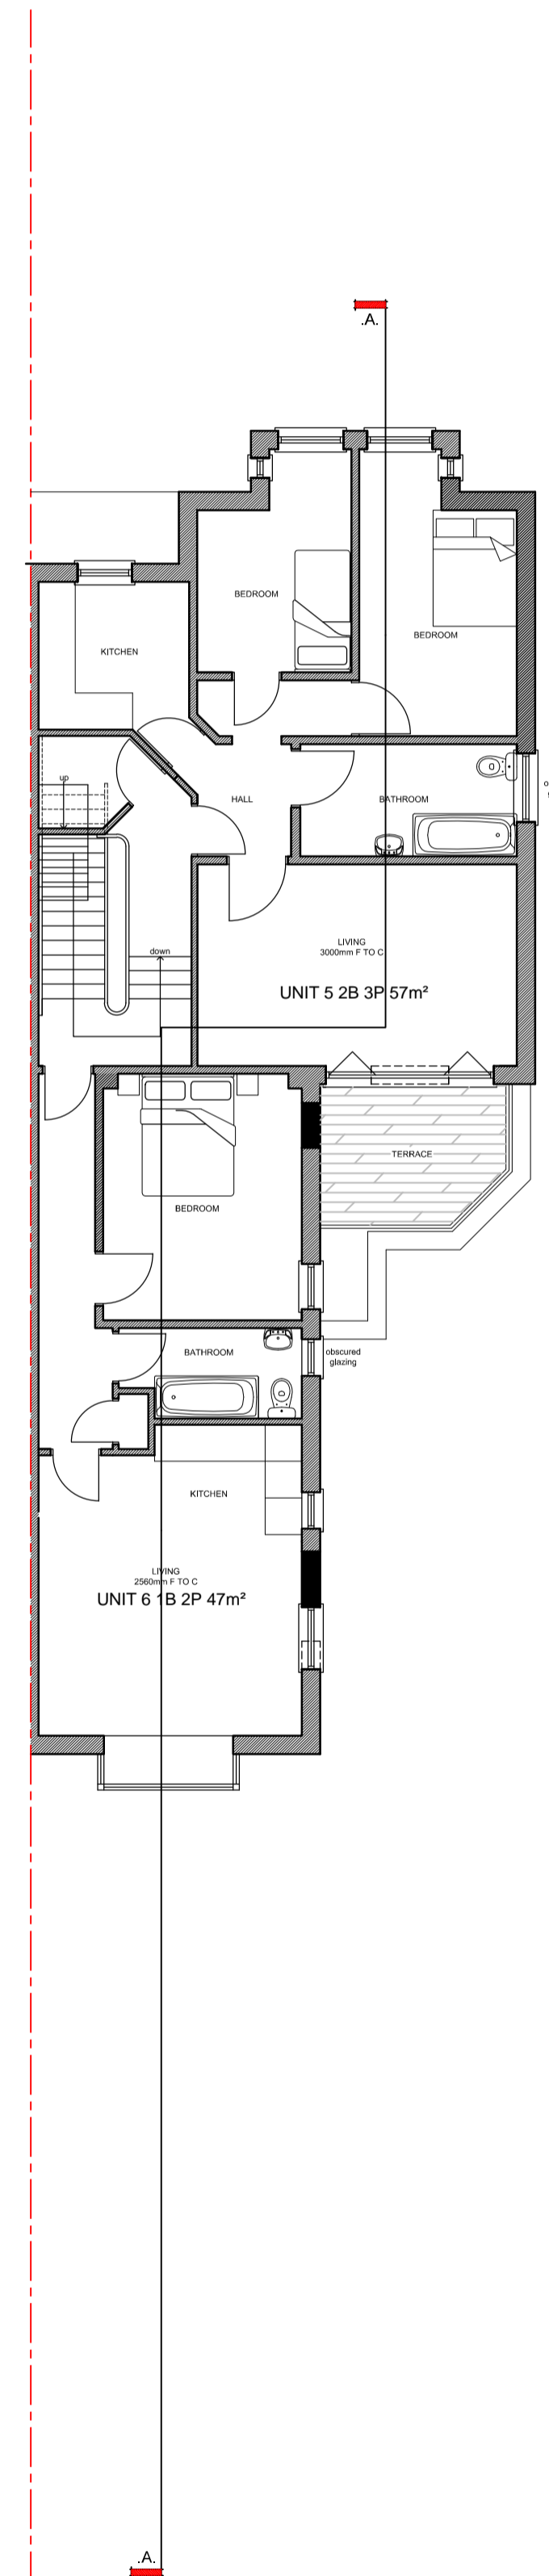 .A.
BEDROOM
BEDROOM
KITCHEN
up
HALL
BATHROOM
down
LIVING
3000mm F TO C
UNIT 5 2B 3P 57m²
TERRACE
BEDROOM
BATHROOM
obscured
glazing
KITCHEN
LIVING
2560mm F TO C
UNIT 6 1B 2P 47m²
.A.